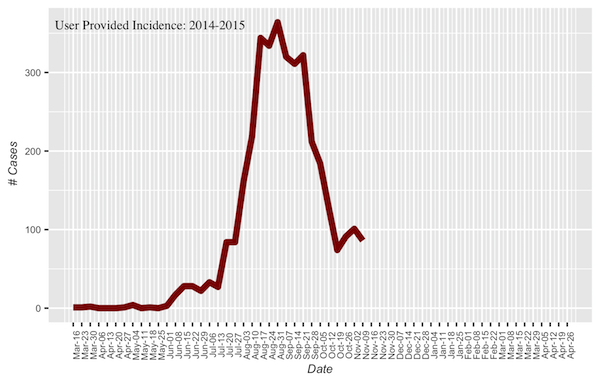 User Provided Incidence: 2014-2015
300
200
100
0
# Cases
Mar-16
Mar-23
Mar-30
Apr-06
Apr-13
Apr-20
Apr-27
May-04
May-11
May-18
May-25
Jun-01
Jun-08
Jun-15
Jun-22
Jun-29
Jul-06
Jul-13
Jul-20
Jul-27
Aug-03
Aug-10
Aug-17
Aug-24
Aug-31
Sep-07
Sep-14
Sep-21
Sep-28
Oct-05
Oct-12
Oct-19
Oct-26
Nov-02
Nov-09
Nov-16
Nov-23
Nov-30
Dec-07
Dec-14
Dec-21
Dec-28
Jan-04
Jan-11
Jan-18
Jan-25
Feb-01
Feb-08
Feb-15
Feb-22
Mar-01
Mar-08
Mar-15
Mar-22
Mar-29
Apr-05
Apr-12
Apr-19
Apr-26
Date